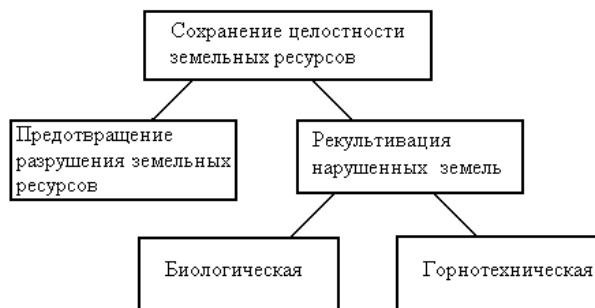 Сохранение целостности
земельных ресурсов
Предотвращение
разрушения земельных
ресурсов
Рекультивация
нарушенных земель
Биологическая
Горнотехническая